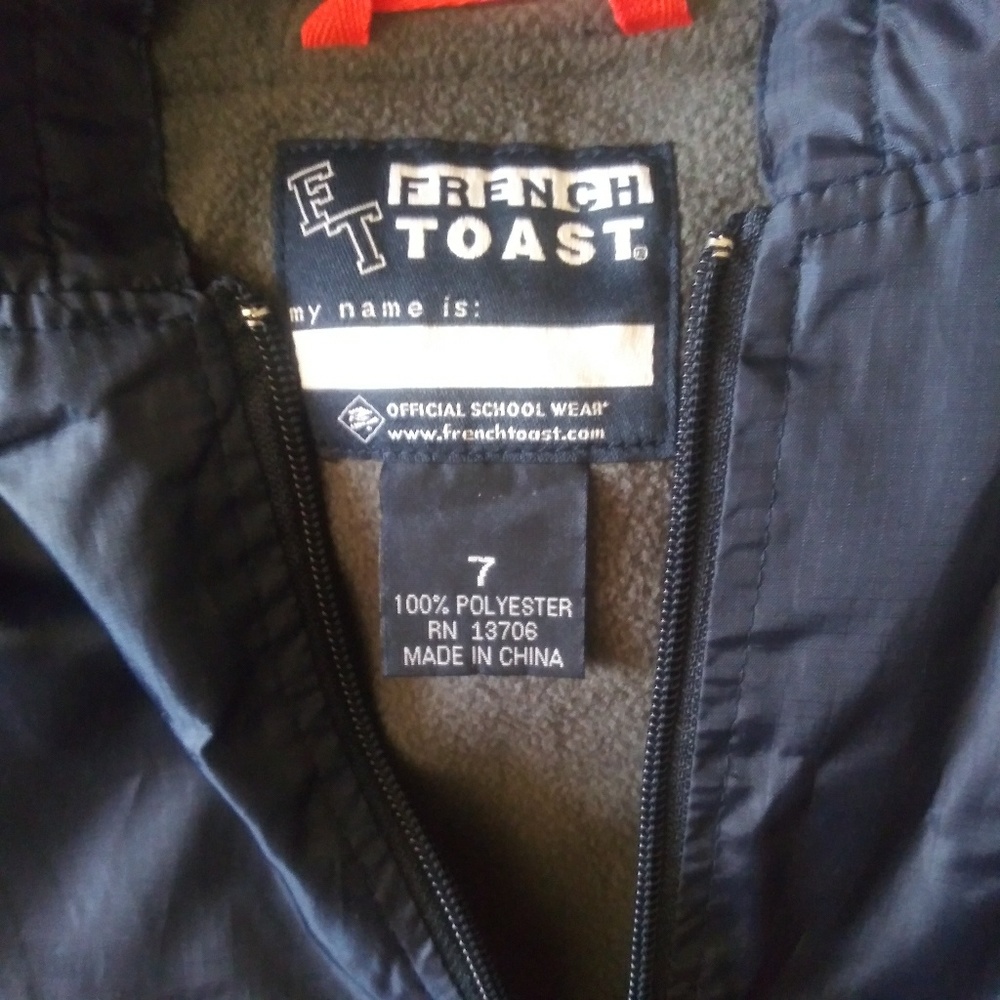 FT
FRENCH
TOAST®
my name is:
OFFICIAL SCHOOL WEAR
www.frenchtoast.com
7
100% POLYESTER
RN 13706
MADE IN CHINA